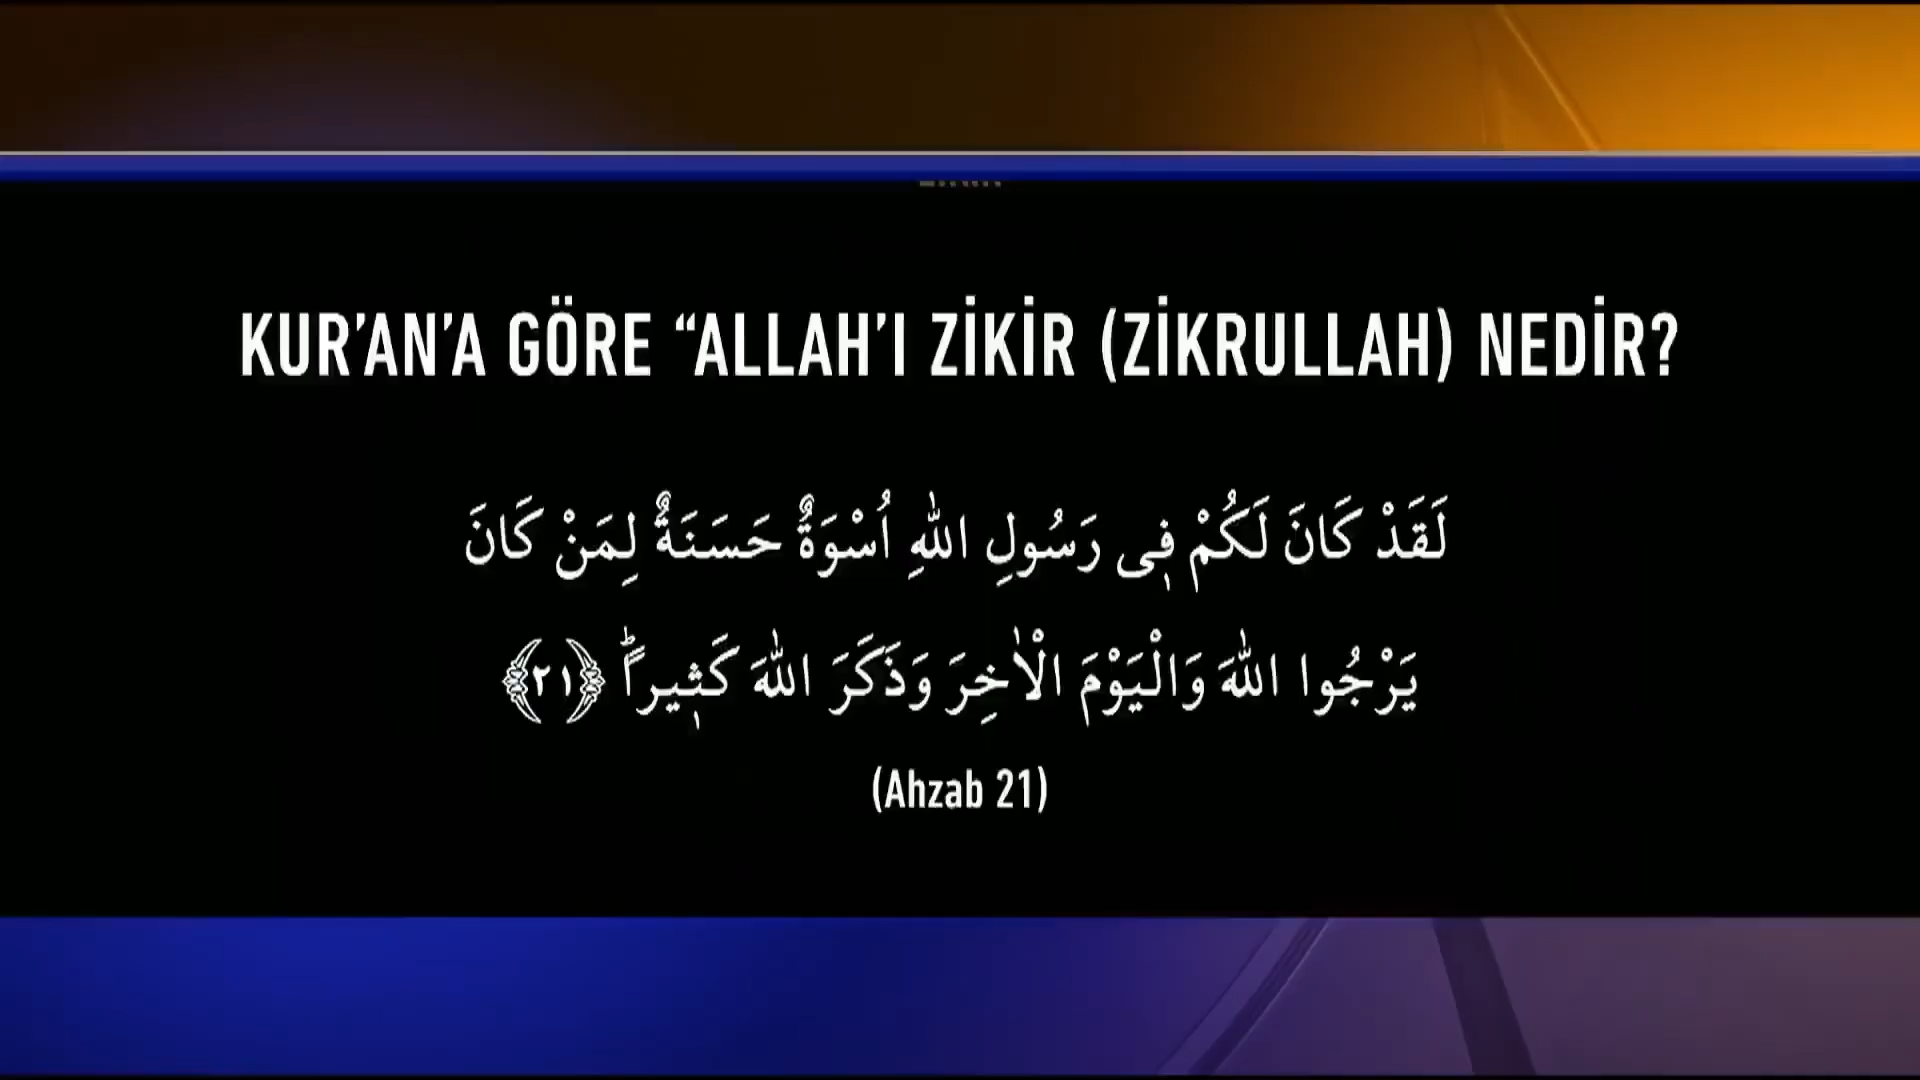 KUR'AN'A GÖRE “ALLAH'I ZİKİR (ZİKRULLAH) NEDİR?
لَقَدْ كَانَ لَكُمْ فٖى رَسُولِ اللّٰهِ اُسْوَةٌ حَسَنَةٌ لِمَنْ كَانَ
يَرْجُوا اللّٰهَ وَالْيَوْمَ الْاٰخِرَ وَذَكَرَ اللّٰهَ كَثٖيراًؕ ﴿٢١﴾
(Ahzab 21)